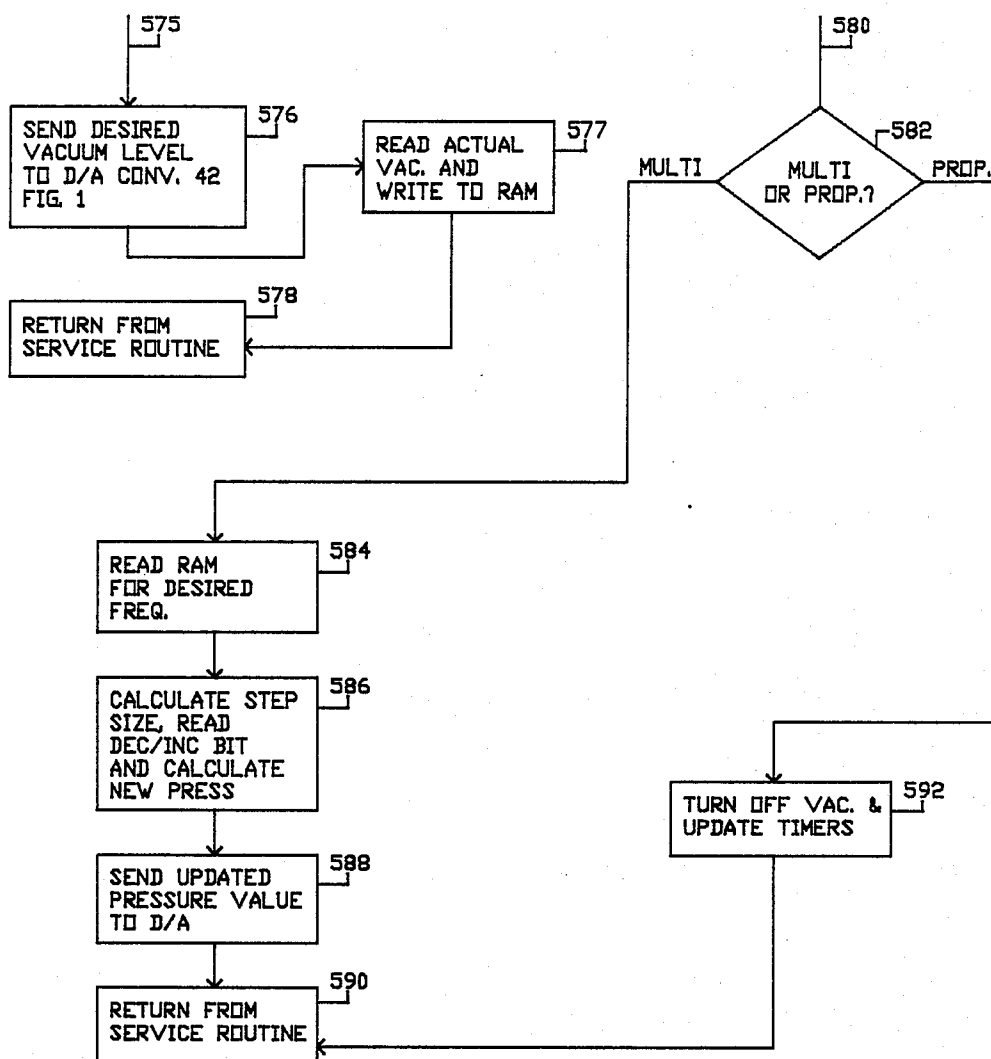 575
SEND DESIRED
VACUUM LEVEL
TO D/A CONV. 42
FIG. 1
576
READ ACTUAL
VAC. AND
WRITE TO RAM
577
RETURN FROM
SERVICE ROUTINE
578
580
MULTI
OR PROP.?
582
MULTI
PROP.
READ RAM
FOR DESIRED
FREQ.
584
CALCULATE STEP
SIZE, READ
DEC/INC BIT
AND CALCULATE
NEW PRESS
586
SEND UPDATED
PRESSURE VALUE
TO D/A
588
RETURN FROM
SERVICE ROUTINE
590
TURN OFF VAC. &
UPDATE TIMERS
592